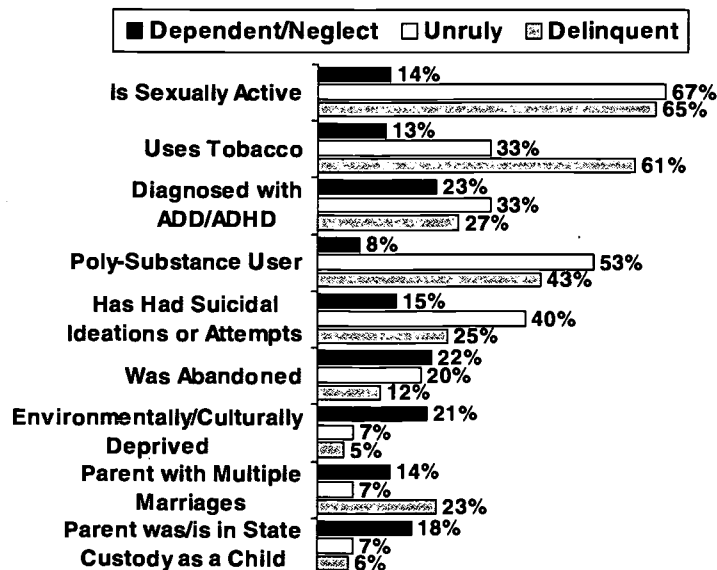 Dependent/Neglect Unruly Delinquent
14%
Is Sexually Active
67%
65%
13%
Uses Tobacco
33%
61%
Diagnosed with
ADD/ADHD
23%
33%
27%
8%
Poly-Substance User
53%
43%
Has Had Suicidal
Ideations or Attempts
15%
40%
25%
22%
Was Abandoned
20%
12%
Environmentally/Culturally
Deprived
21%
7%
5%
Parent with Multiple
Marriages
14%
7%
23%
Parent was/is in State
Custody as a Child
18%
7%
6%